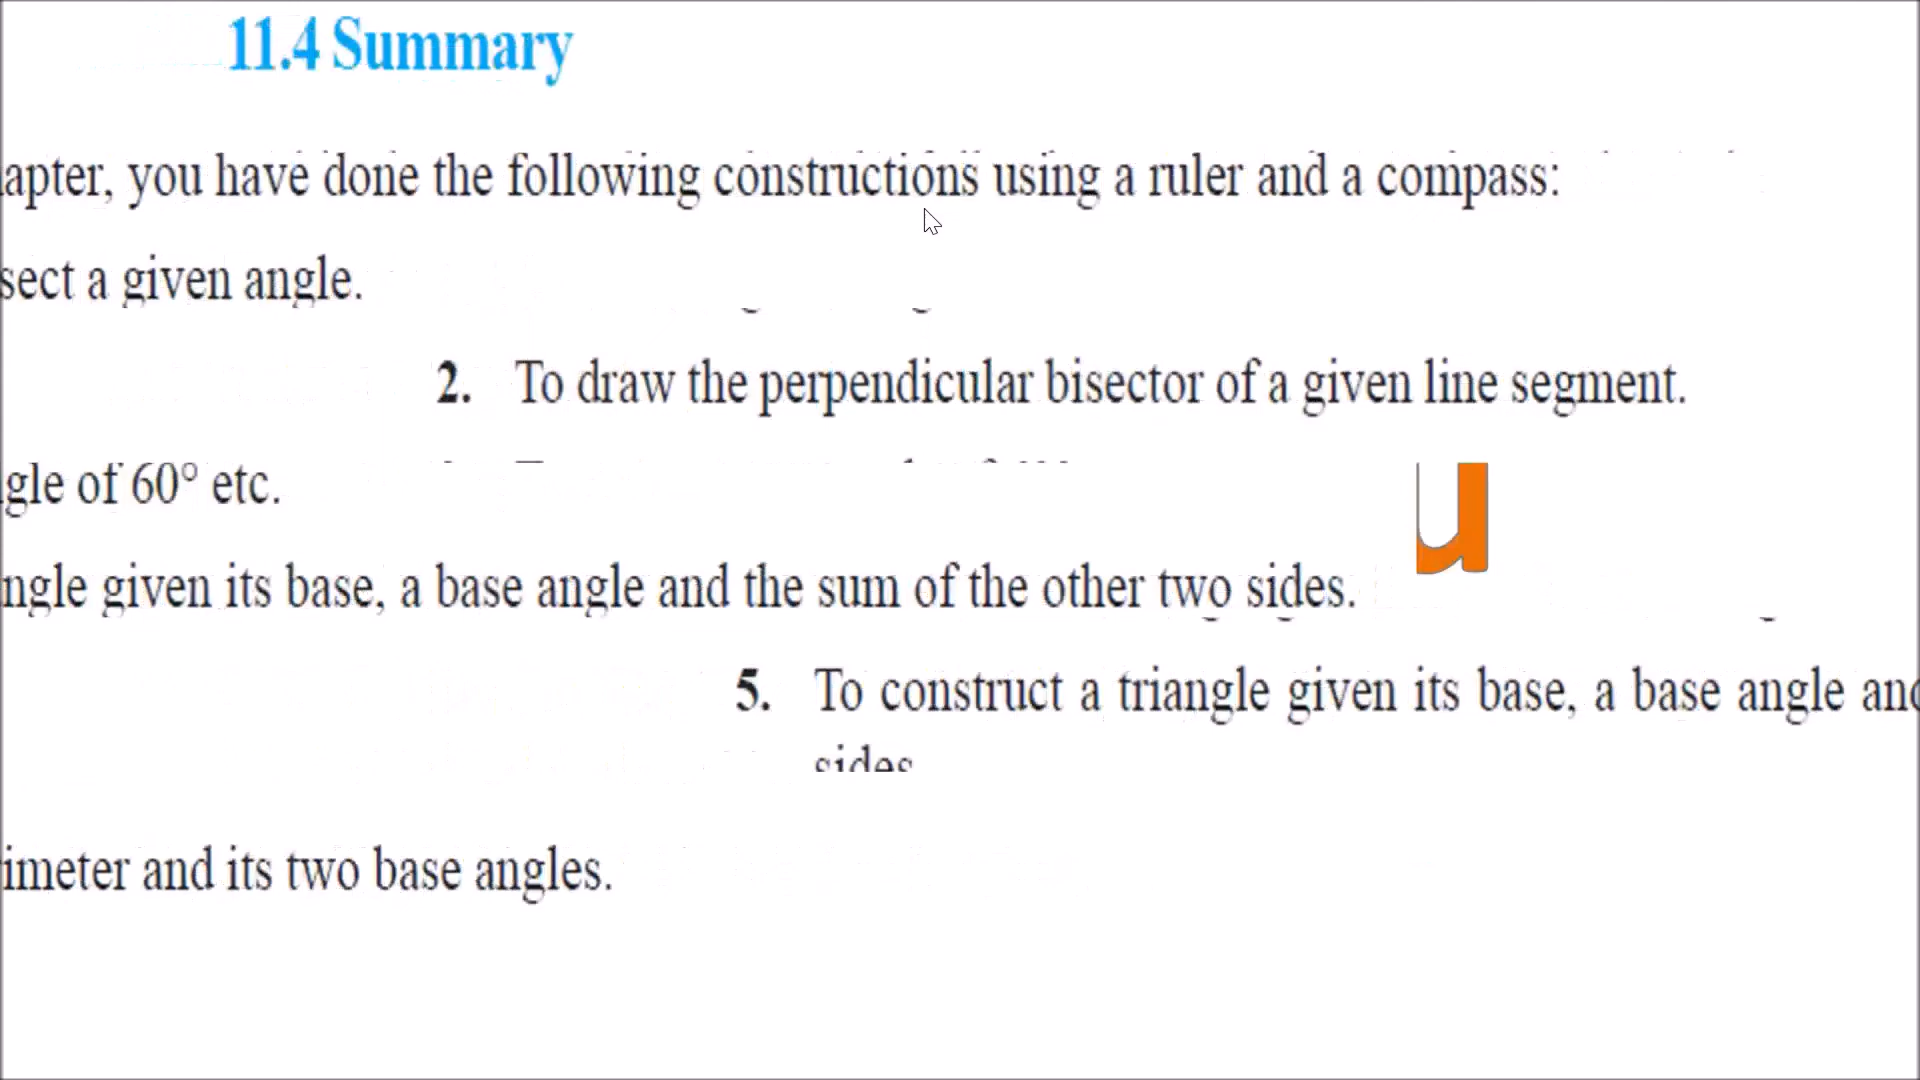 11.4 Summary
apter, you have done the following constructions using a ruler and a compass:
sect a given angle.
2. To draw the perpendicular bisector of a given line segment.
gle of 60° etc.
u
ngle given its base, a base angle and the sum of the other two sides.
5. To construct a triangle given its base, a base angle and
sides
imeter and its two base angles.